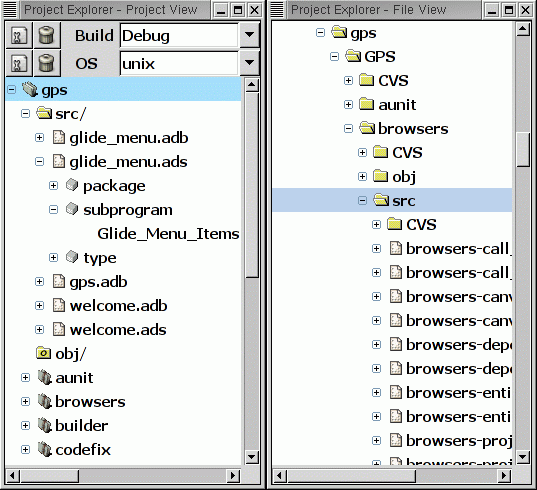 Project Explorer - Project View
Build Debug
OS unix
gps
src/
glide_menu.adb
glide_menu.ads
package
subprogram
Glide_Menu_Items
type
gps.adb
welcome.adb
welcome.ads
obj/
aunit
browsers
builder
codefix
Project Explorer - File View
gps
GPS
CVS
aunit
browsers
CVS
obj
src
CVS
browsers-call_
browsers-call_
browsers-canv
browsers-canv
browsers-depe
browsers-depe
browsers-enti
browsers-enti
browsers-proj
browsers-proj